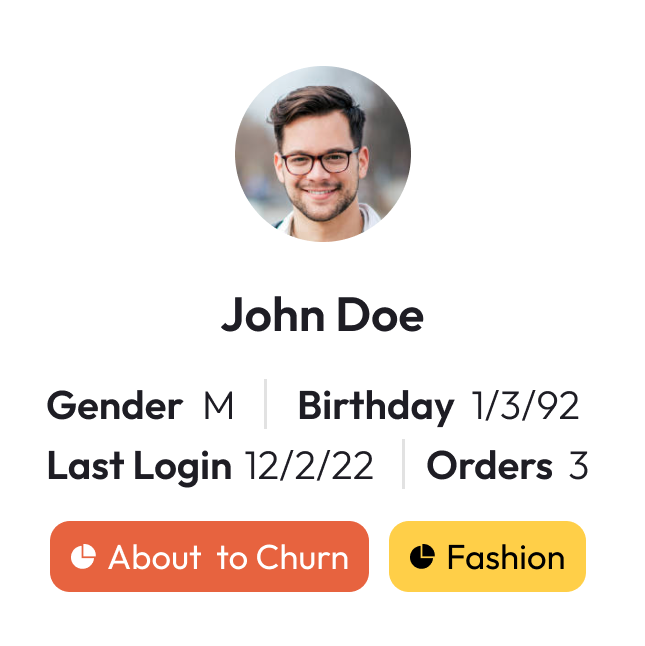 John Doe
Gender M Birthday 1/3/92
Last Login 12/2/22 Orders 3
About to Churn Fashion